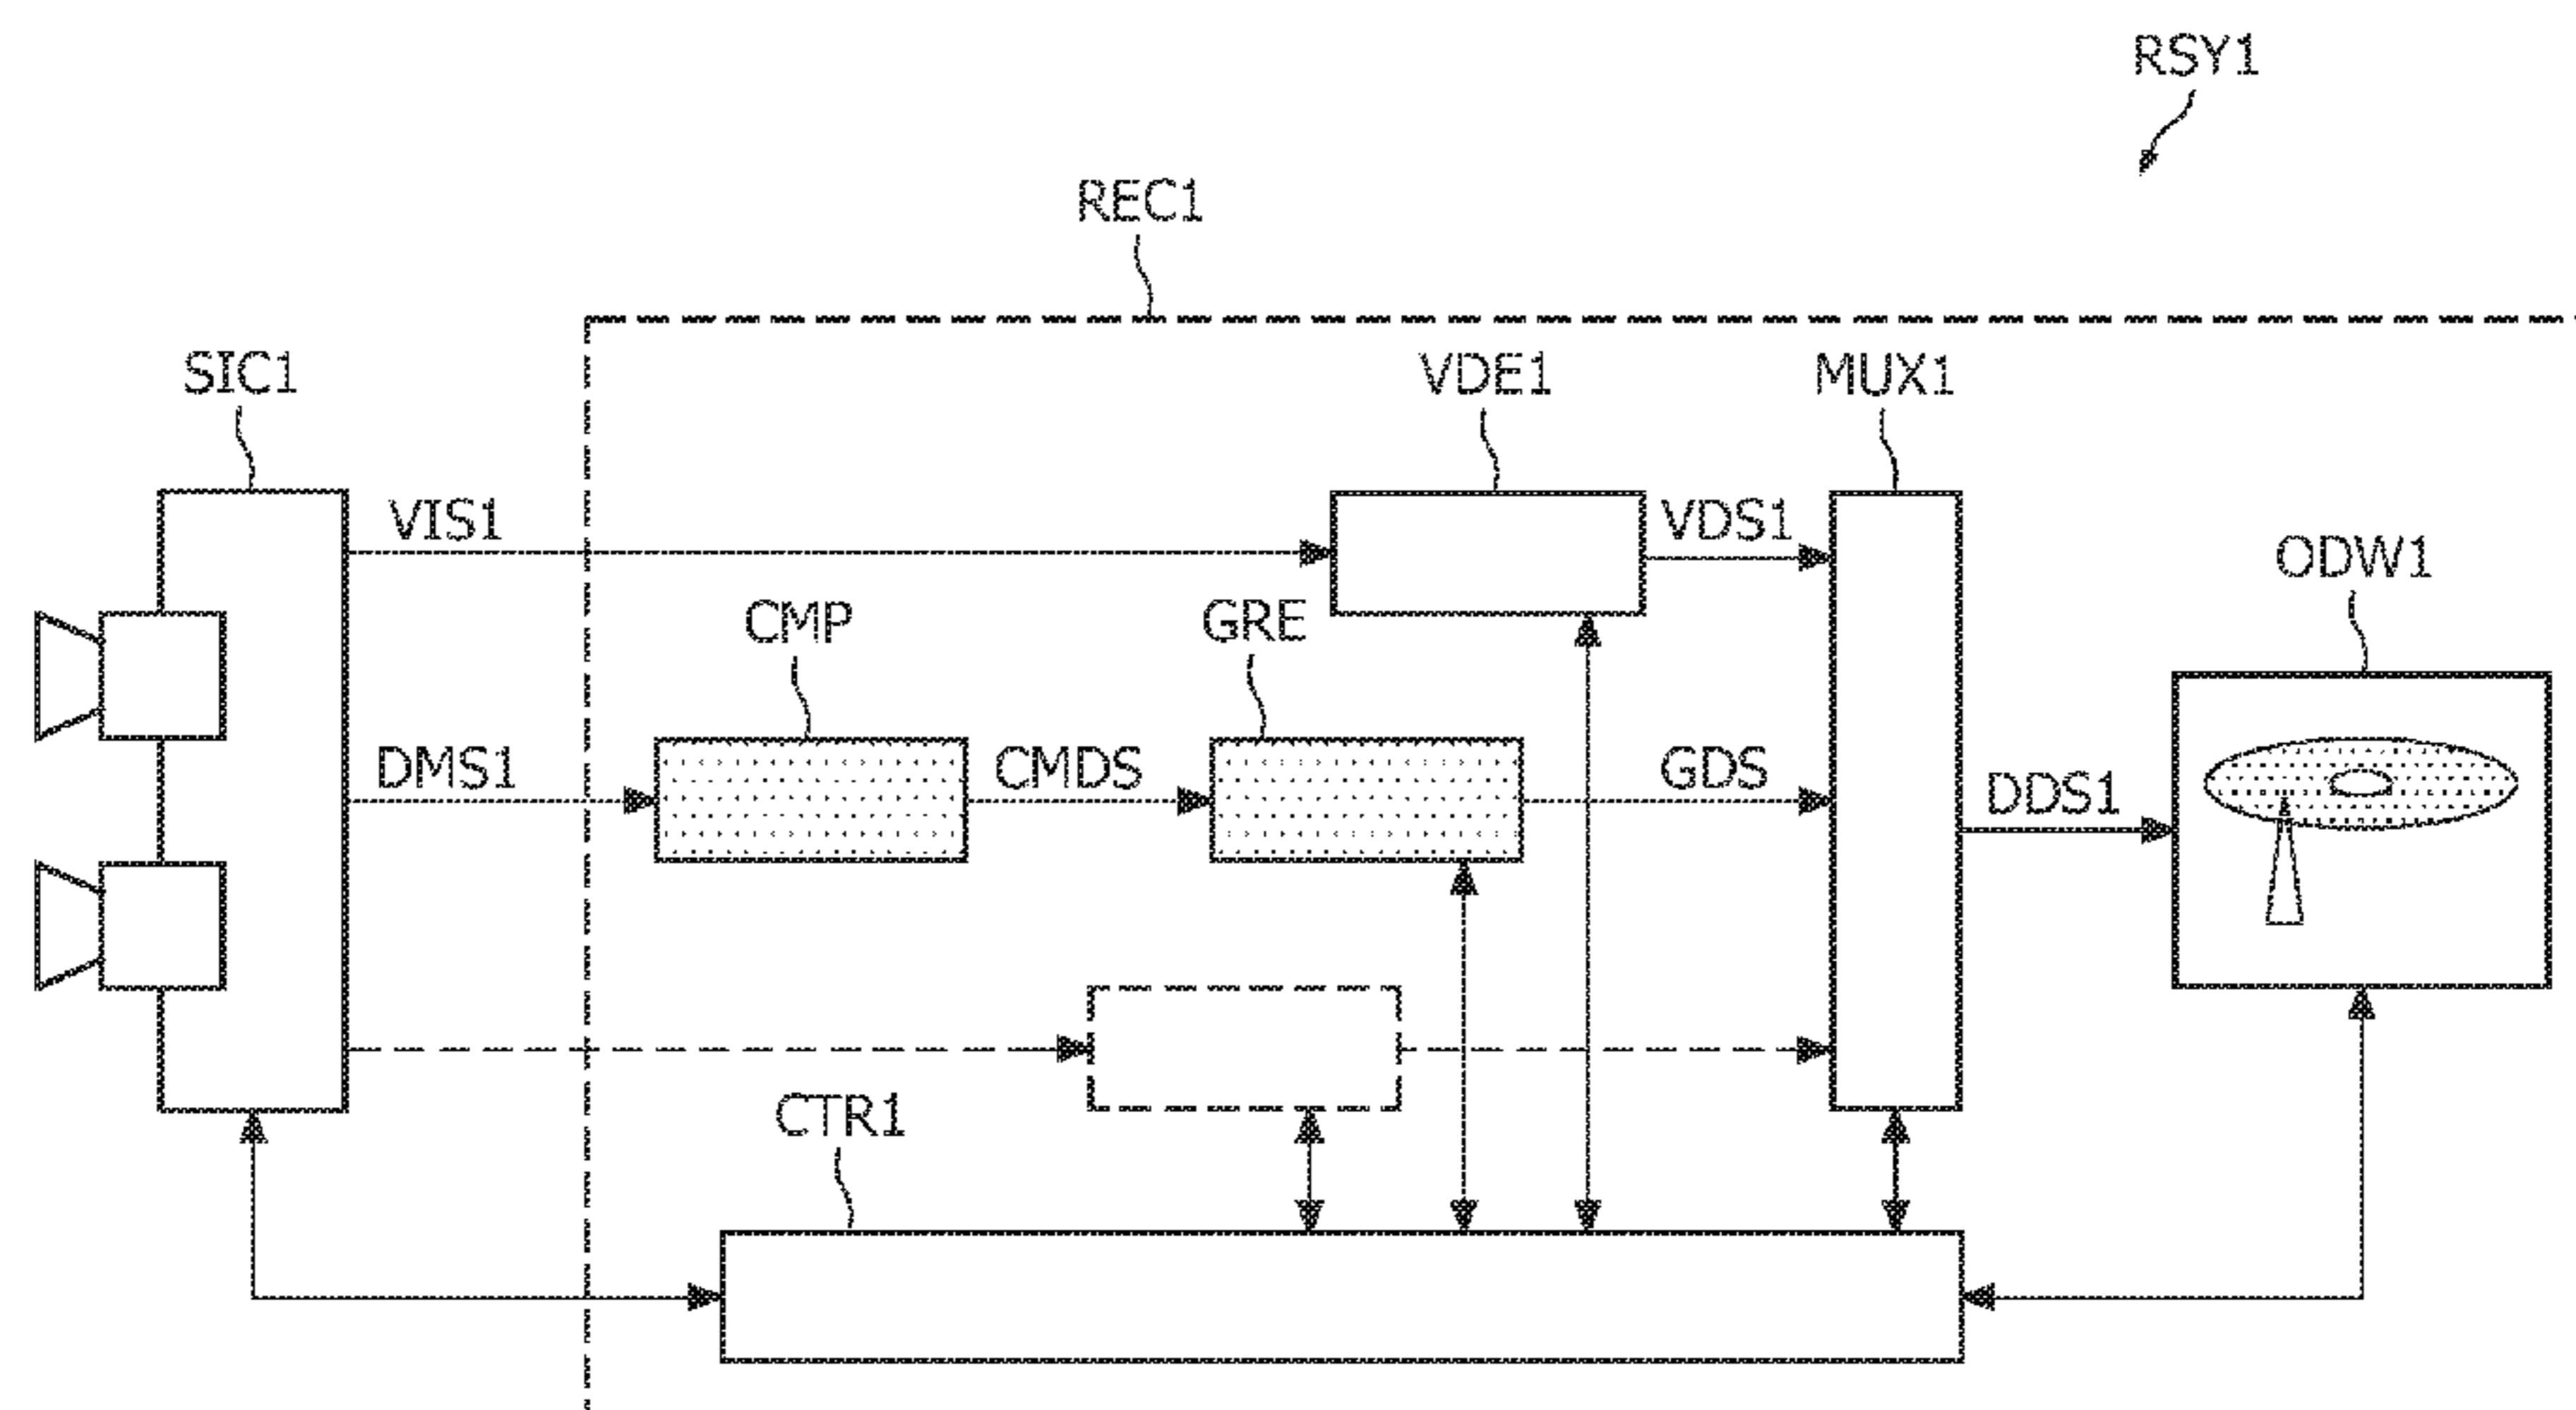 RSY1
REC1
SIC1
VDE1
MUX1
VIS1
VDS1
ODW1
CMP
GRE
DMS1
CMDS
GDS
DDS1
CTR1